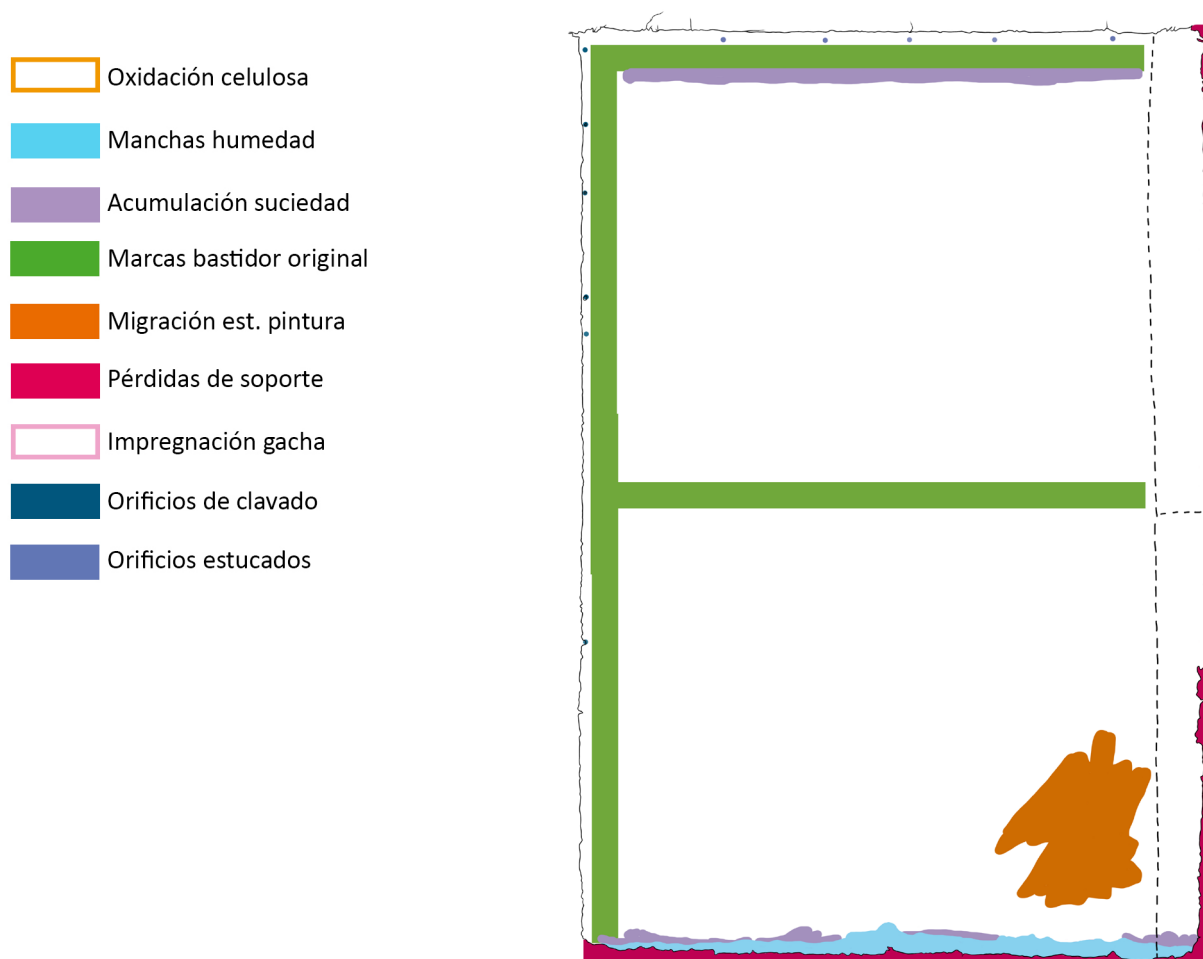 Oxidación celulosa
Manchas humedad
Acumulación suciedad
Marcas bastidor original
Migración est. pintura
Pérdidas de soporte
Impregnación gacha
Orificios de clavado
Orificios estucados